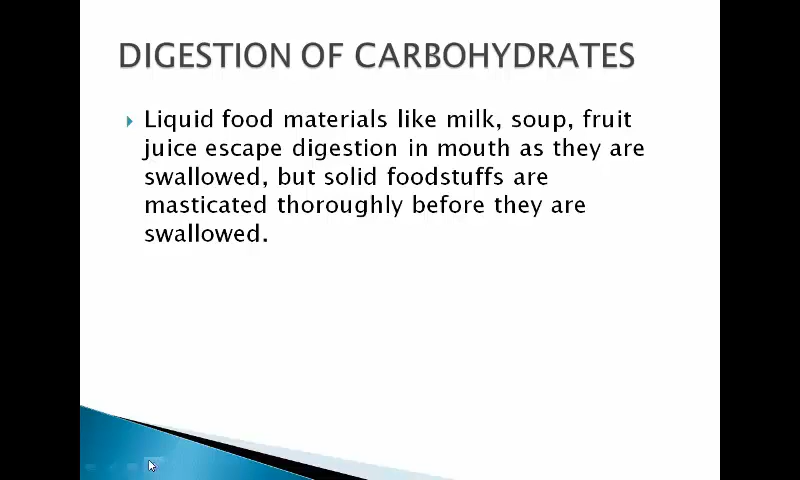 DIGESTION OF CARBOHYDRATES
Liquid food materials like milk, soup, fruit
juice escape digestion in mouth as they are
swallowed, but solid foodstuffs are
masticated thoroughly before they are
swallowed.